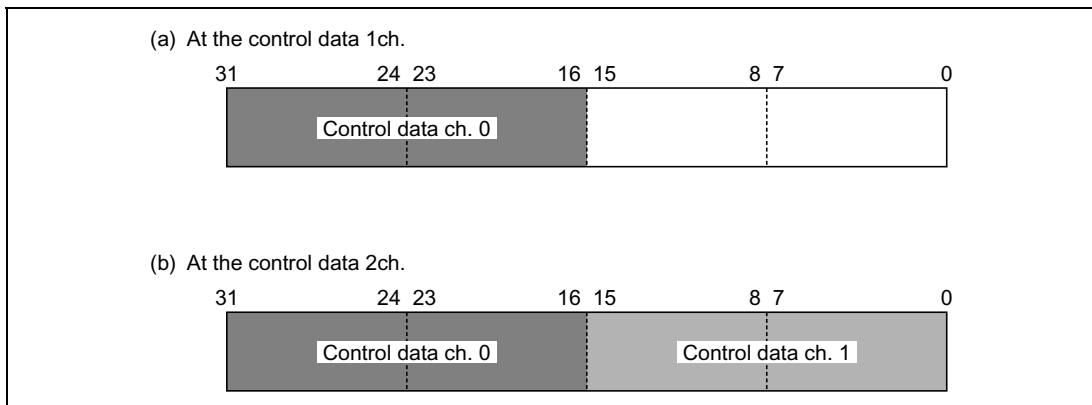 (a) At the control data 1ch.
31 24 23 16 15 8 7 0
Control data ch. 0
(b) At the control data 2ch.
31 24 23 16 15 8 7 0
Control data ch. 0 Control data ch. 1